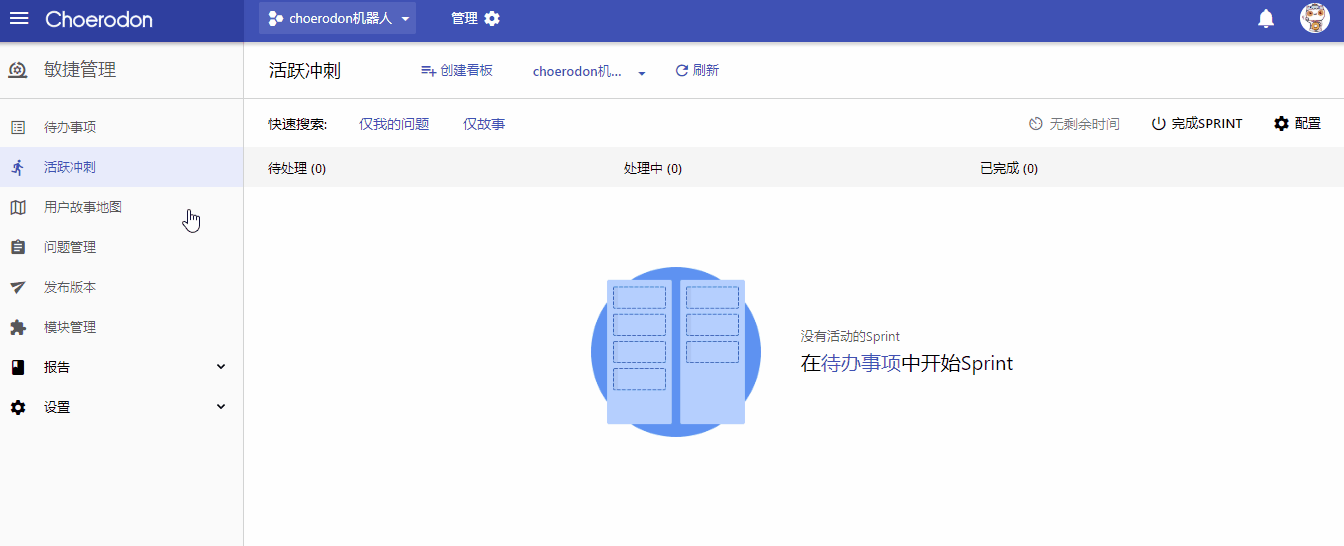 Choerodon
choerodon机器人
管理
敏捷管理
活跃冲刺
创建看板
choerodon机...
刷新
待办事项
活跃冲刺
用户故事地图
问题管理
发布版本
模块管理
报告
设置
快速搜索:
仅我的问题
仅故事
无剩余时间
完成SPRINT
配置
待处理 (0)
处理中 (0)
已完成 (0)
没有活动的Sprint
在待办事项中开始Sprint